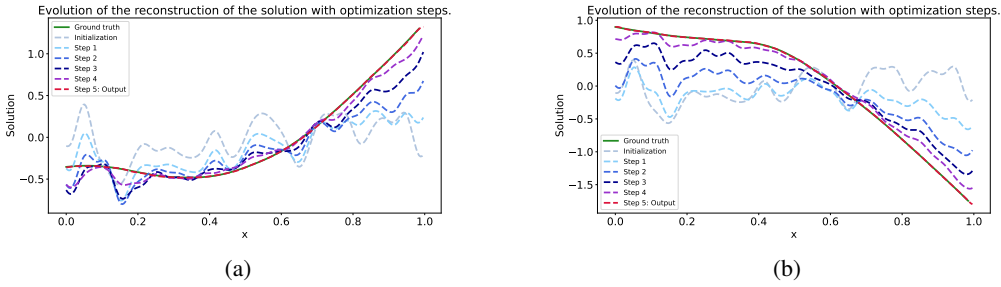 Evolution of the reconstruction of the solution with optimization steps.
Solution
1.0
0.5
0.0
−0.5
Ground truth
Initialization
Step 1
Step 2
Step 3
Step 4
Step 5: Output
0.0 0.2 0.4 0.6 0.8 1.0
x
(a)
Evolution of the reconstruction of the solution with optimization steps.
Solution
1.0
0.5
0.0
−0.5
−1.0
−1.5
Ground truth
Initialization
Step 1
Step 2
Step 3
Step 4
Step 5: Output
0.0 0.2 0.4 0.6 0.8 1.0
x
(b)